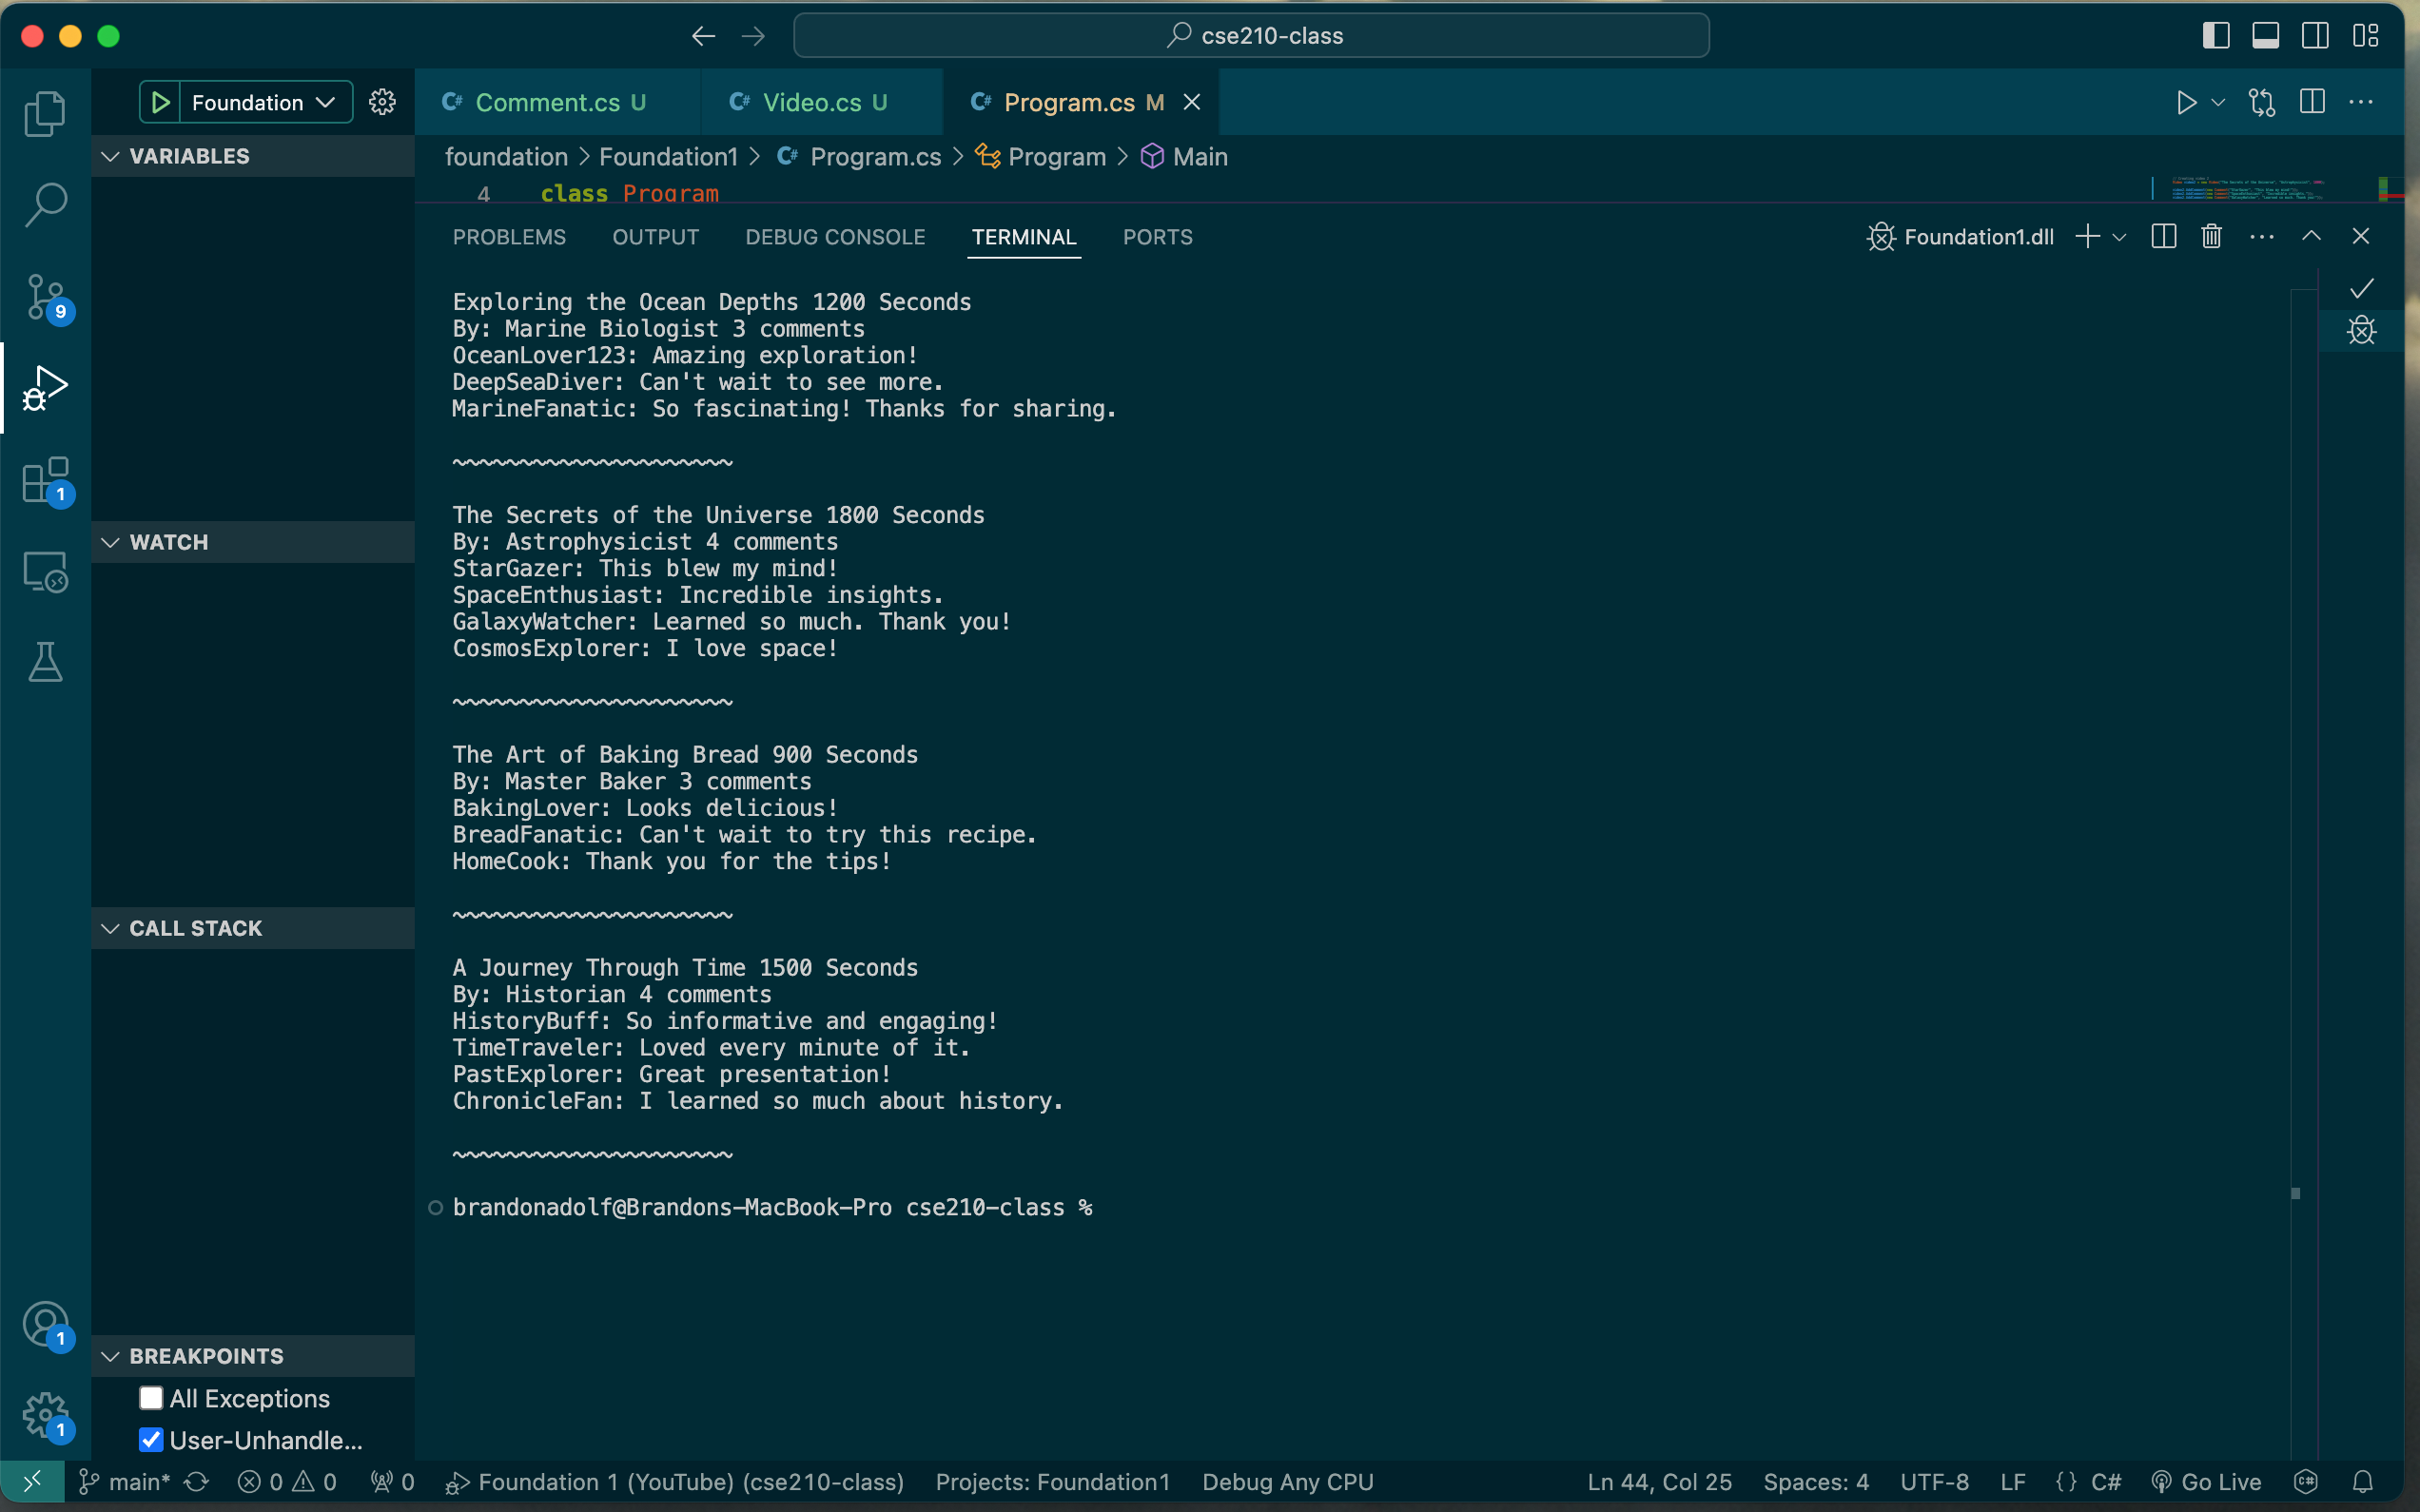 cse210-class
Foundation
Comment.cs U
Video.cs U
Program.cs M
VARIABLES
foundation > Foundation1 > Program.cs > Program > Main
4 class Program
PROBLEMS OUTPUT DEBUG CONSOLE TERMINAL PORTS
Foundation1.dll
Exploring the Ocean Depths 1200 Seconds
By: Marine Biologist 3 comments
OceanLover123: Amazing exploration!
DeepSeaDiver: Can't wait to see more.
MarineFanatic: So fascinating! Thanks for sharing.
~~~~~~~~~~~~~~~~~~~~~
The Secrets of the Universe 1800 Seconds
By: Astrophysicist 4 comments
StarGazer: This blew my mind!
SpaceEnthusiast: Incredible insights.
GalaxyWatcher: Learned so much. Thank you!
CosmosExplorer: I love space!
~~~~~~~~~~~~~~~~~~~~~
The Art of Baking Bread 900 Seconds
By: Master Baker 3 comments
BakingLover: Looks delicious!
BreadFanatic: Can't wait to try this recipe.
HomeCook: Thank you for the tips!
~~~~~~~~~~~~~~~~~~~~~
A Journey Through Time 1500 Seconds
By: Historian 4 comments
HistoryBuff: So informative and engaging!
TimeTraveler: Loved every minute of it.
PastExplorer: Great presentation!
ChronicleFan: I learned so much about history.
~~~~~~~~~~~~~~~~~~~~~
brandonadolf@Brandons-MacBook-Pro cse210-class %
WATCH
CALL STACK
BREAKPOINTS
All Exceptions
User-Unhandle...
9
1
1
1
main* 0 0 0 Foundation 1 (YouTube) (cse210-class) Projects: Foundation1 Debug Any CPU Ln 44, Col 25 Spaces: 4 UTF-8 LF {} C# Go Live